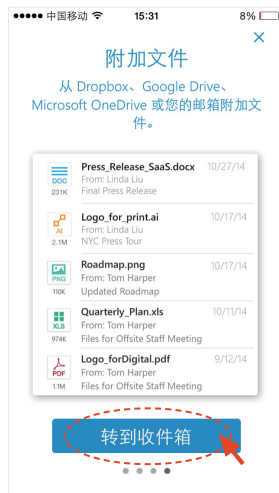 中国移动 15:31 8%
附加文件
从 Dropbox、Google Drive、
Microsoft OneDrive 或您的邮箱附加文
件。
Press_Release_SaaS.docx 10/27/14
DOC From: Linda Liu
231K Final Press Release
Logo_for_print.ai 10/17/14
AI From: Linda Liu
2.1M NYC Press Tour
Roadmap.png 10/17/14
PNG From: Tom Harper
110K Updated Roadmap
Quarterly_Plan.xls 10/11/14
XLS From: Tom Harper
974K Files for Offsite Staff Meeting
Logo_forDigital.pdf 9/12/14
PDF From: Tom Harper
1.1M Files for Offsite Staff Meeting
转到收件箱